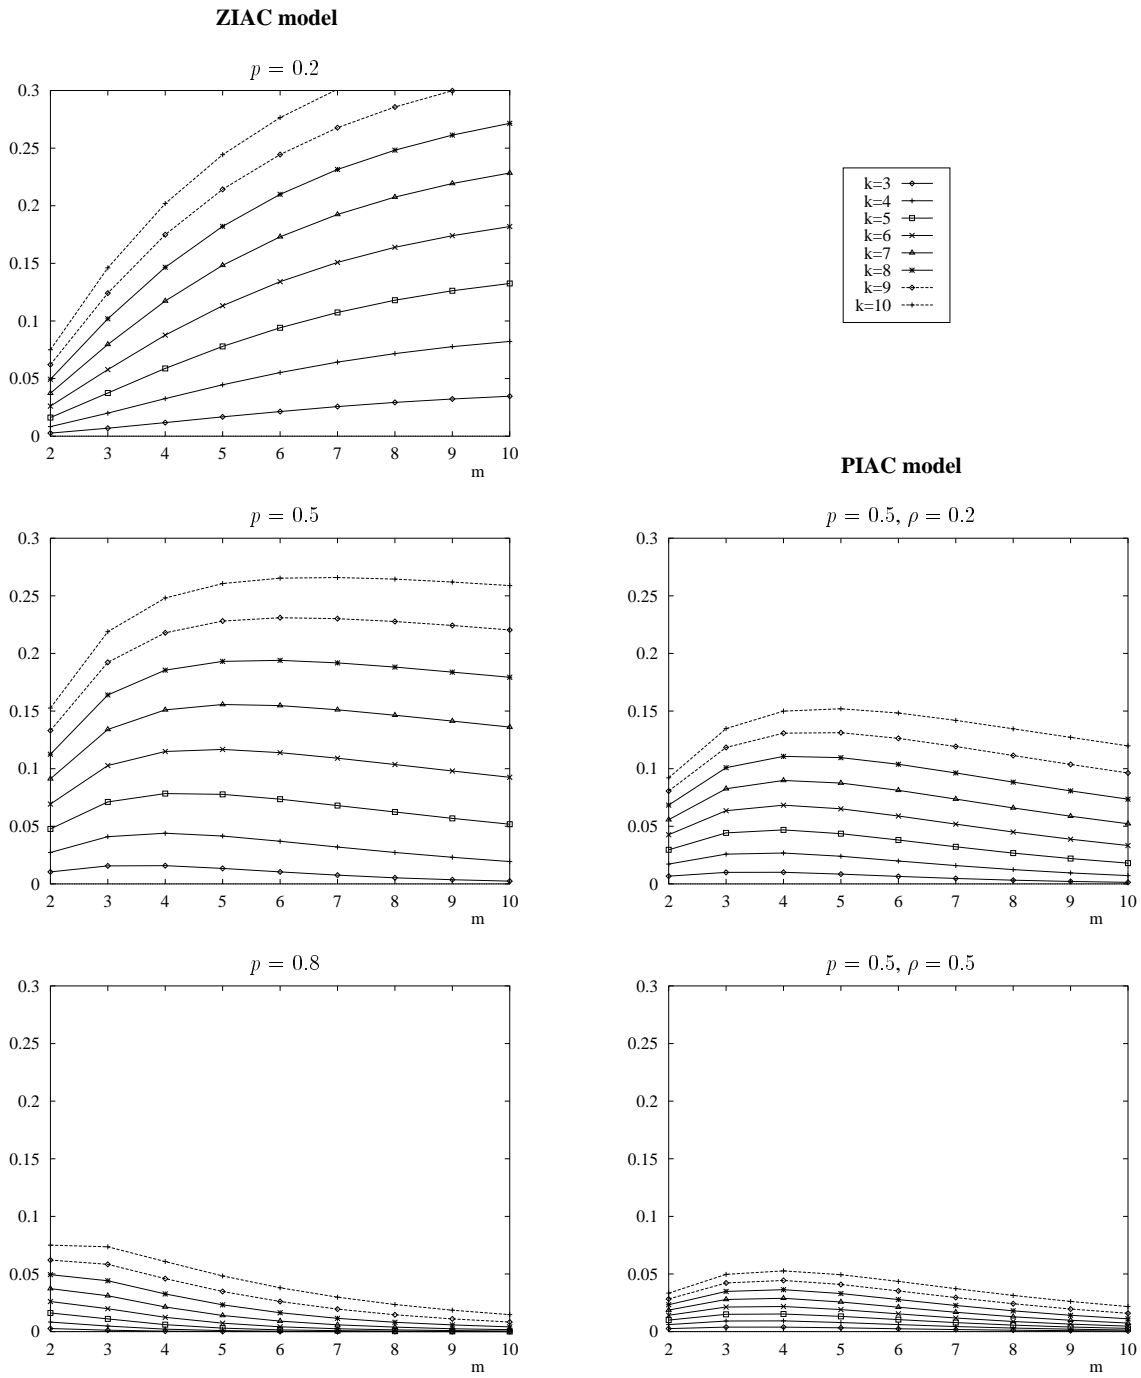 ZIAC model
p = 0.2
0.3
0.25
0.2
0.15
0.1
0.05
0
2 3 4 5 6 7 8 9 10
m
k=3
k=4
k=5
k=6
k=7
k=8
k=9
k=10
PIAC model
p = 0.5
0.3
0.25
0.2
0.15
0.1
0.05
0
2 3 4 5 6 7 8 9 10
m
p = 0.5, ρ = 0.2
0.3
0.25
0.2
0.15
0.1
0.05
0
2 3 4 5 6 7 8 9 10
m
p = 0.8
0.3
0.25
0.2
0.15
0.1
0.05
0
2 3 4 5 6 7 8 9 10
m
p = 0.5, ρ = 0.5
0.3
0.25
0.2
0.15
0.1
0.05
0
2 3 4 5 6 7 8 9 10
m